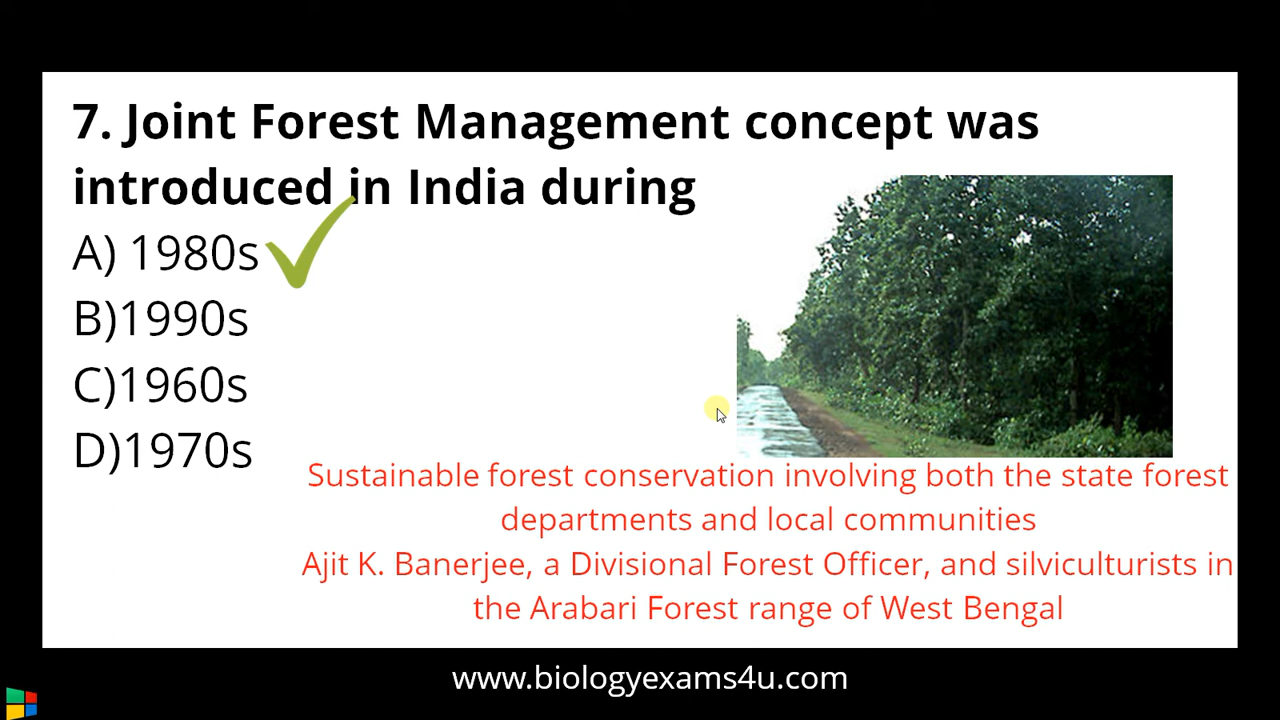 7. Joint Forest Management concept was
introduced in India during
A) 1980s
B)1990s
C)1960s
D)1970s
Sustainable forest conservation involving both the state forest
departments and local communities
Ajit K. Banerjee, a Divisional Forest Officer, and silviculturists in
the Arabari Forest range of West Bengal
www.biologyexams4u.com